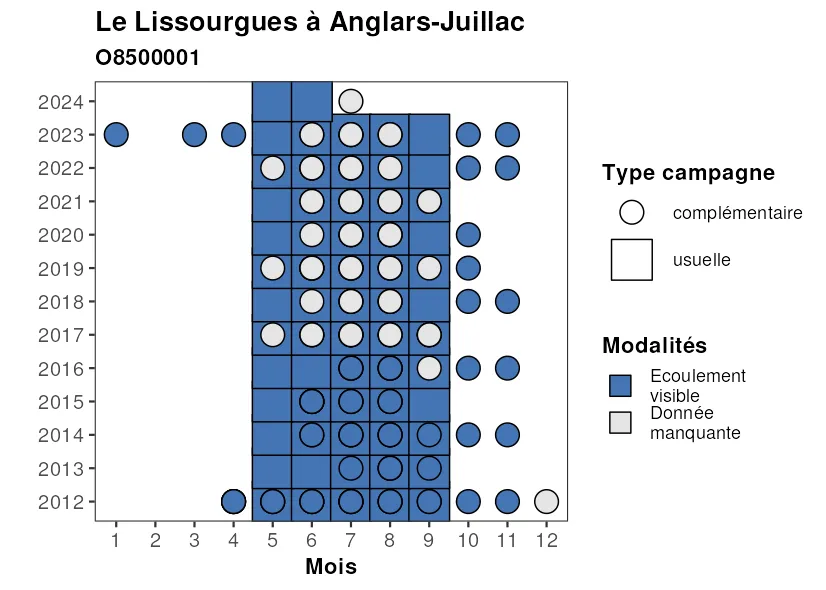 Le Lissourgues à Anglars-Juillac
O8500001
2024
2023
2022
2021
2020
2019
2018
2017
2016
2015
2014
2013
2012
1 2 3 4 5 6 7 8 9 10 11 12
Mois
Type campagne
complémentaire
usuelle
Modalités
Ecoulement
visible
Donnée
manquante